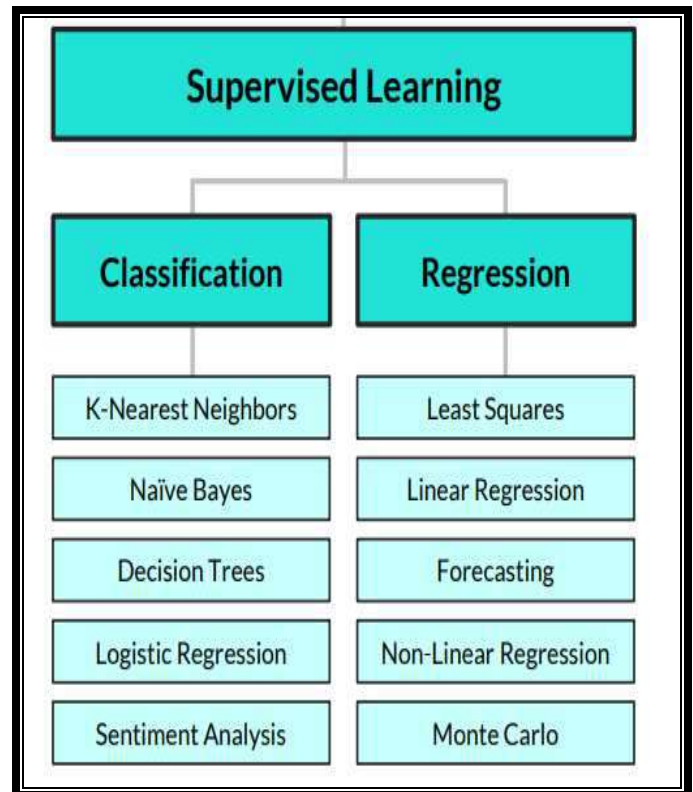 Supervised Learning
Classification
Regression
K-Nearest Neighbors
Least Squares
Naïve Bayes
Linear Regression
Decision Trees
Forecasting
Logistic Regression
Non-Linear Regression
Sentiment Analysis
Monte Carlo